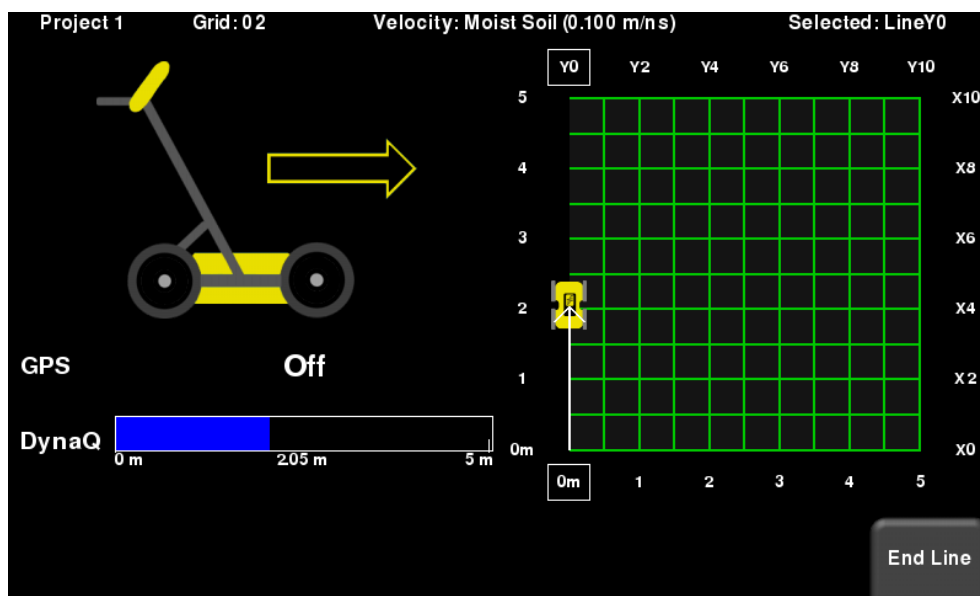 Project 1 Grid: 02 Velocity: Moist Soil (0.100 m/ns) Selected: LineY0
Y0 Y2 Y4 Y6 Y8 Y10
5 X10
4 X8
3 X6
2 X4
GPS Off
1 X2
DynaQ
0m X0
0 m 2.05 m 5 m
0m 1 2 3 4 5
End Line